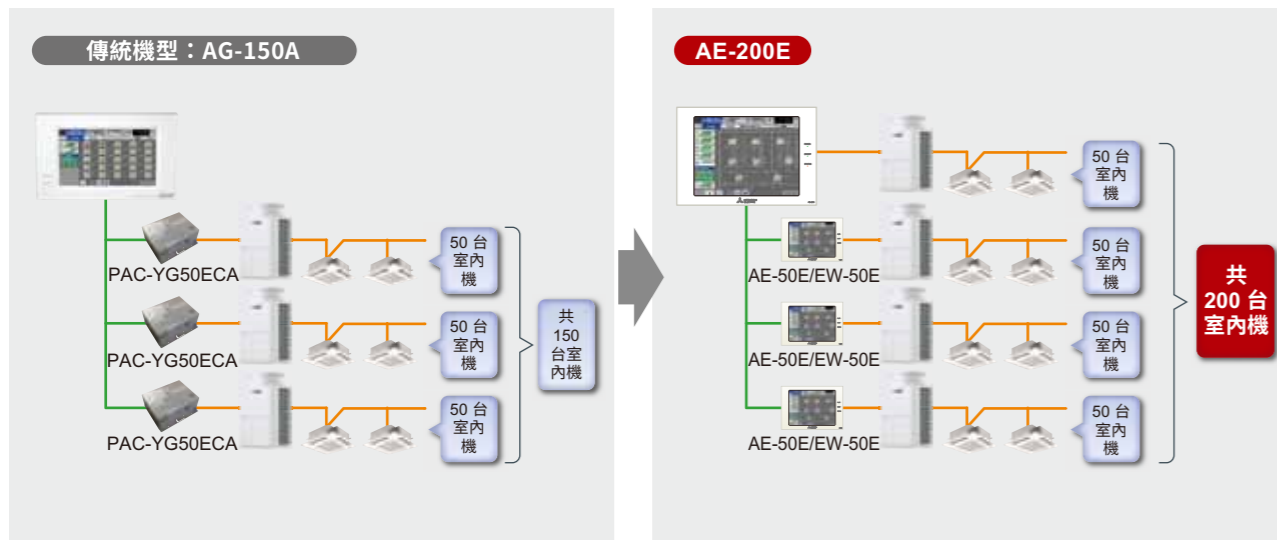 傳統機型：AG-150A
PAC-YG50ECA
50 台
室內
機
PAC-YG50ECA
50 台
室內
機
PAC-YG50ECA
50 台
室內
機
共
150
台室
內機
AE-200E
50 台
室內
機
AE-50E/EW-50E
50 台
室內
機
AE-50E/EW-50E
50 台
室內
機
AE-50E/EW-50E
50 台
室內
機
共
200 台
室內機